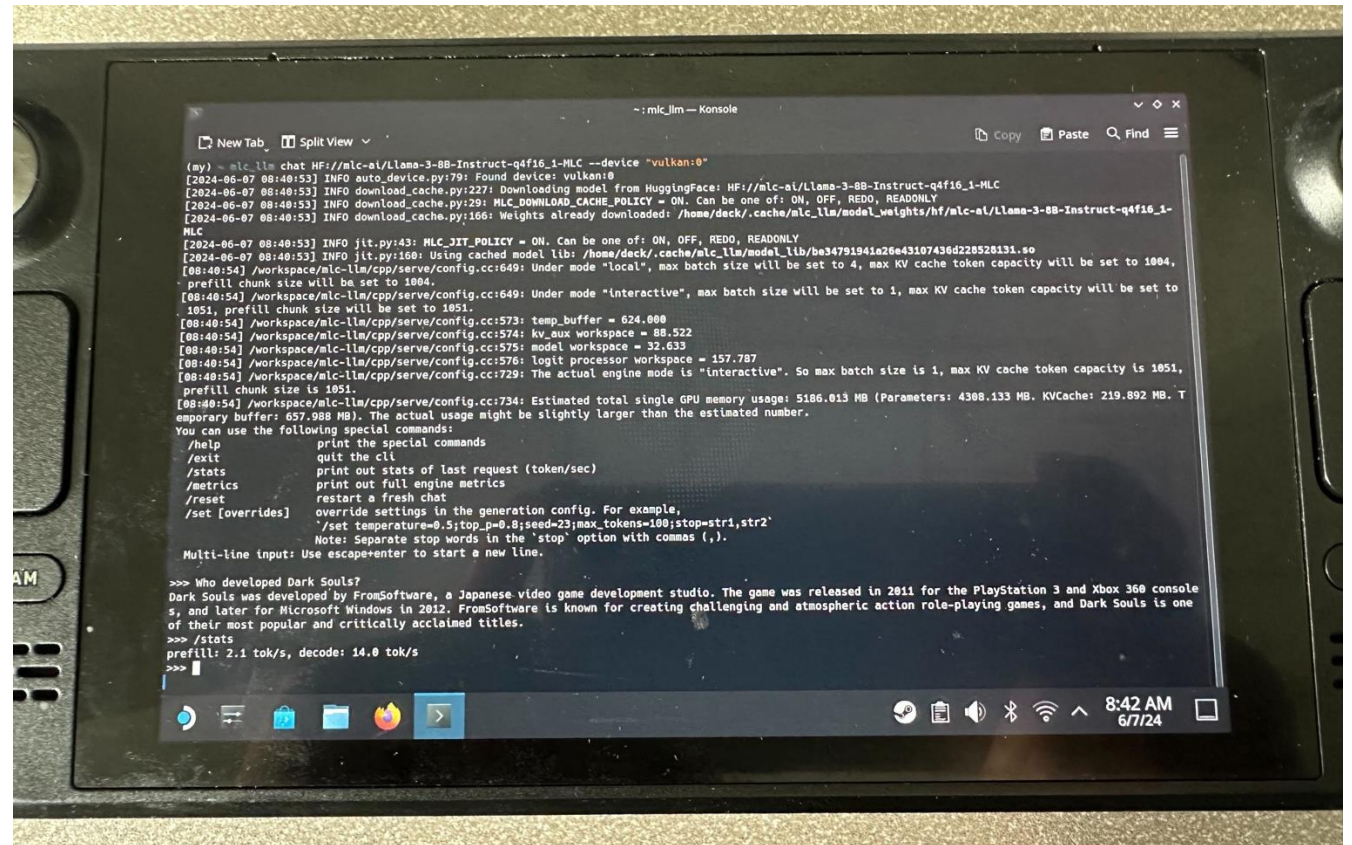 ~ : mlc_llm — Konsole
New Tab Split View Copy Paste Find
(my) ~ mlc_llm chat HF://mlc-ai/Llama-3-8B-Instruct-q4f16_1-MLC --device "vulkan:0"
[2024-06-07 08:40:53] INFO auto_device.py:79: Found device: vulkan:0
[2024-06-07 08:40:53] INFO download_cache.py:227: Downloading model from HuggingFace: HF://mlc-ai/Llama-3-8B-Instruct-q4f16_1-MLC
[2024-06-07 08:40:53] INFO download_cache.py:29: MLC_DOWNLOAD_CACHE_POLICY = ON. Can be one of: ON, OFF, REDO, READONLY
[2024-06-07 08:40:53] INFO download_cache.py:166: Weights already downloaded: /home/deck/.cache/mlc_llm/model_weights/hf/mlc-ai/Llama-3-8B-Instruct-q4f16_1-
MLC
[2024-06-07 08:40:53] INFO jit.py:43: MLC_JIT_POLICY = ON. Can be one of: ON, OFF, REDO, READONLY
[2024-06-07 08:40:53] INFO jit.py:160: Using cached model lib: /home/deck/.cache/mlc_llm/model_lib/be34791941a26e43107436d228528131.so
[08:40:54] /workspace/mlc-llm/cpp/serve/config.cc:649: Under mode "local", max batch size will be set to 4, max KV cache token capacity will be set to 1004,
prefill chunk size will be set to 1004.
[08:40:54] /workspace/mlc-llm/cpp/serve/config.cc:649: Under mode "interactive", max batch size will be set to 1, max KV cache token capacity will be set to
1051, prefill chunk size will be set to 1051.
[08:40:54] /workspace/mlc-llm/cpp/serve/config.cc:573: temp_buffer = 624.000
[08:40:54] /workspace/mlc-llm/cpp/serve/config.cc:574: kv_aux workspace = 88.522
[08:40:54] /workspace/mlc-llm/cpp/serve/config.cc:575: model workspace = 32.633
[08:40:54] /workspace/mlc-llm/cpp/serve/config.cc:576: logit processor workspace = 157.787
[08:40:54] /workspace/mlc-llm/cpp/serve/config.cc:729: The actual engine mode is "interactive". So max batch size is 1, max KV cache token capacity is 1051,
prefill chunk size is 1051.
[08:40:54] /workspace/mlc-llm/cpp/serve/config.cc:734: Estimated total single GPU memory usage: 5186.013 MB (Parameters: 4308.133 MB. KVCache: 219.892 MB. T
emporary buffer: 657.988 MB). The actual usage might be slightly larger than the estimated number.
You can use the following special commands:
/help print the special commands
/exit quit the cli
/stats print out stats of last request (token/sec)
/metrics print out full engine metrics
/reset restart a fresh chat
/set [overrides] override settings in the generation config. For example,
`/set temperature=0.5;top_p=0.8;seed=23;max_tokens=100;stop=str1,str2`
Note: Separate stop words in the `stop` option with commas (,).
Multi-line input: Use escape+enter to start a new line.
>>> Who developed Dark Souls?
Dark Souls was developed by FromSoftware, a Japanese video game development studio. The game was released in 2011 for the PlayStation 3 and Xbox 360 console
s, and later for Microsoft Windows in 2012. FromSoftware is known for creating challenging and atmospheric action role-playing games, and Dark Souls is one
of their most popular and critically acclaimed titles.
>>> /stats
prefill: 2.1 tok/s, decode: 14.0 tok/s
>>>
AM
8:42 AM
6/7/24